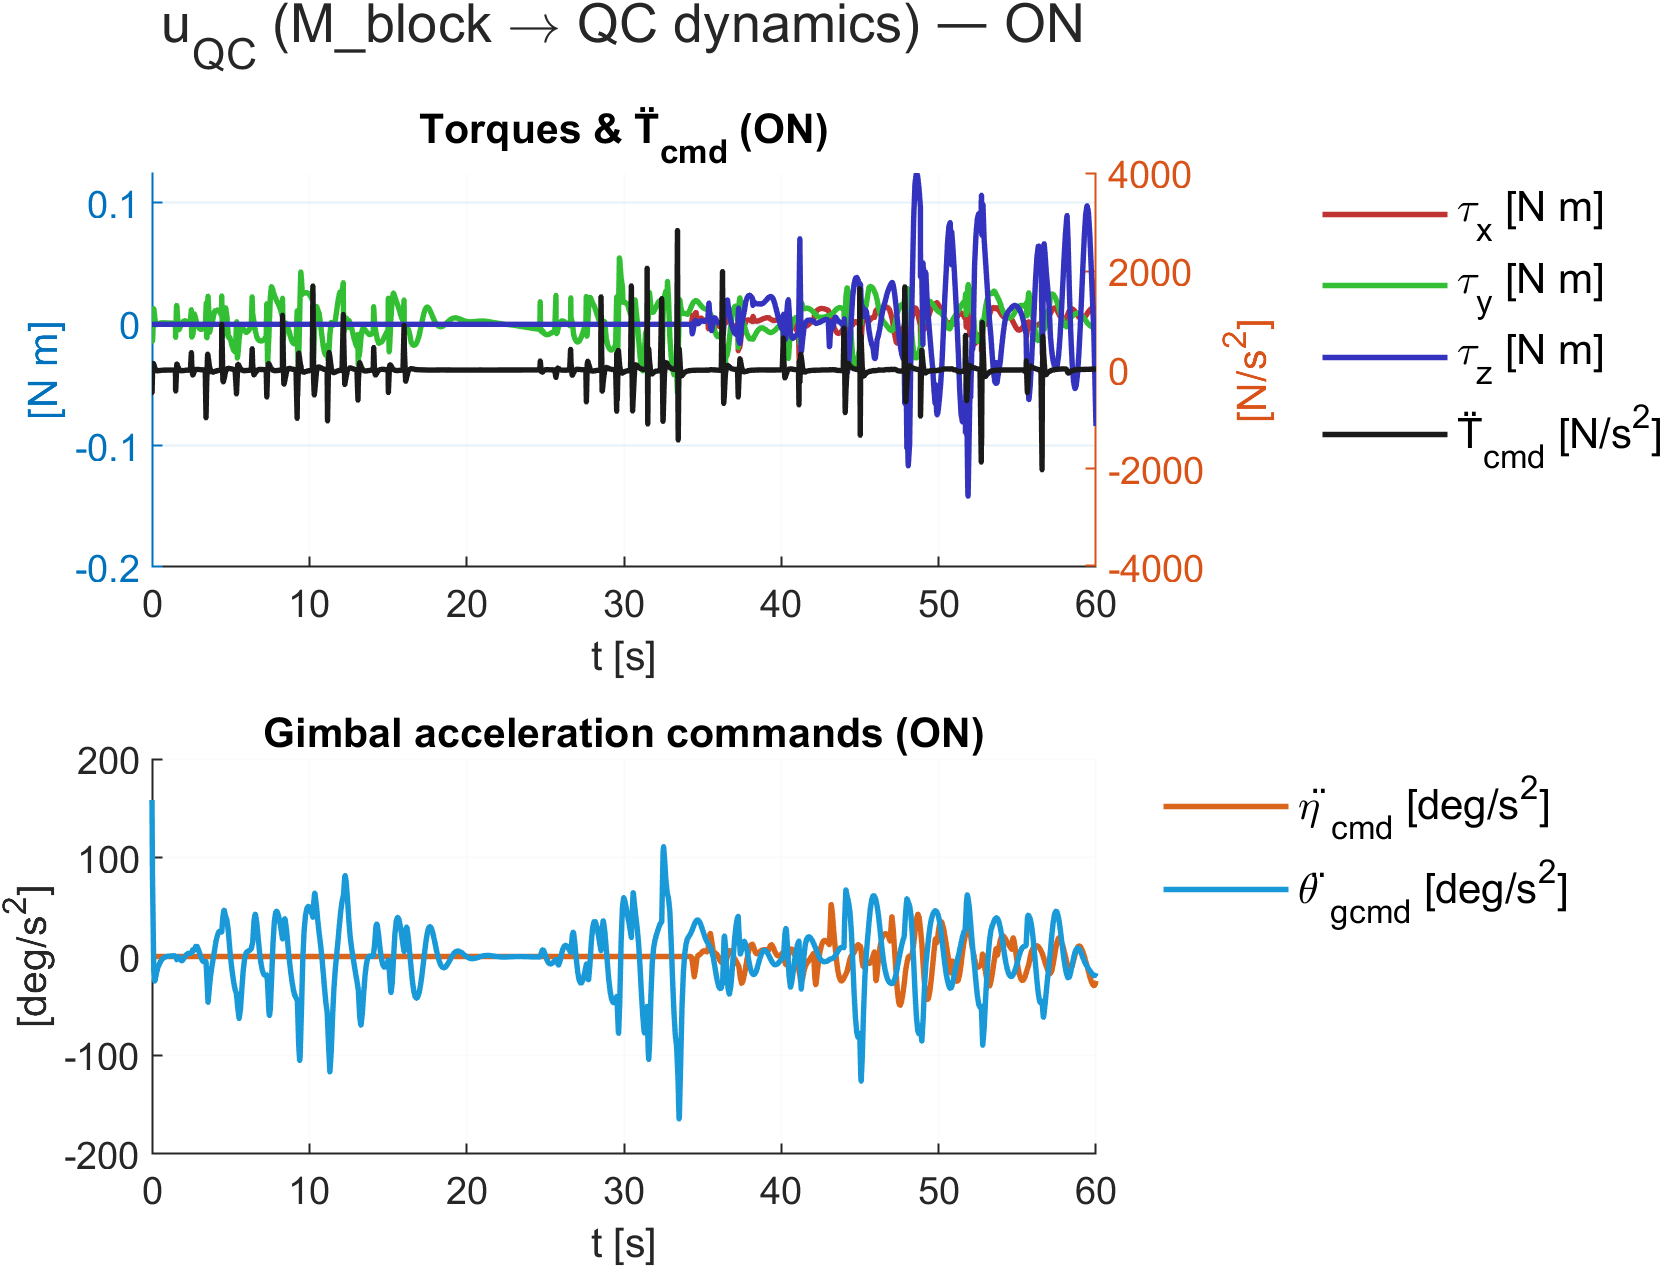 u_QC (M_block → QC dynamics) — ON
Torques & T̈_cmd (ON)
0.1
0
-0.1
-0.2
[N m]
4000
2000
0
-2000
-4000
[N/s²]
0 10 20 30 40 50 60
t [s]
τ_x [N m]
τ_y [N m]
τ_z [N m]
T̈_cmd [N/s²]
Gimbal acceleration commands (ON)
200
100
0
-100
-200
[deg/s²]
0 10 20 30 40 50 60
t [s]
η̈_cmd [deg/s²]
θ̈_gcmd [deg/s²]